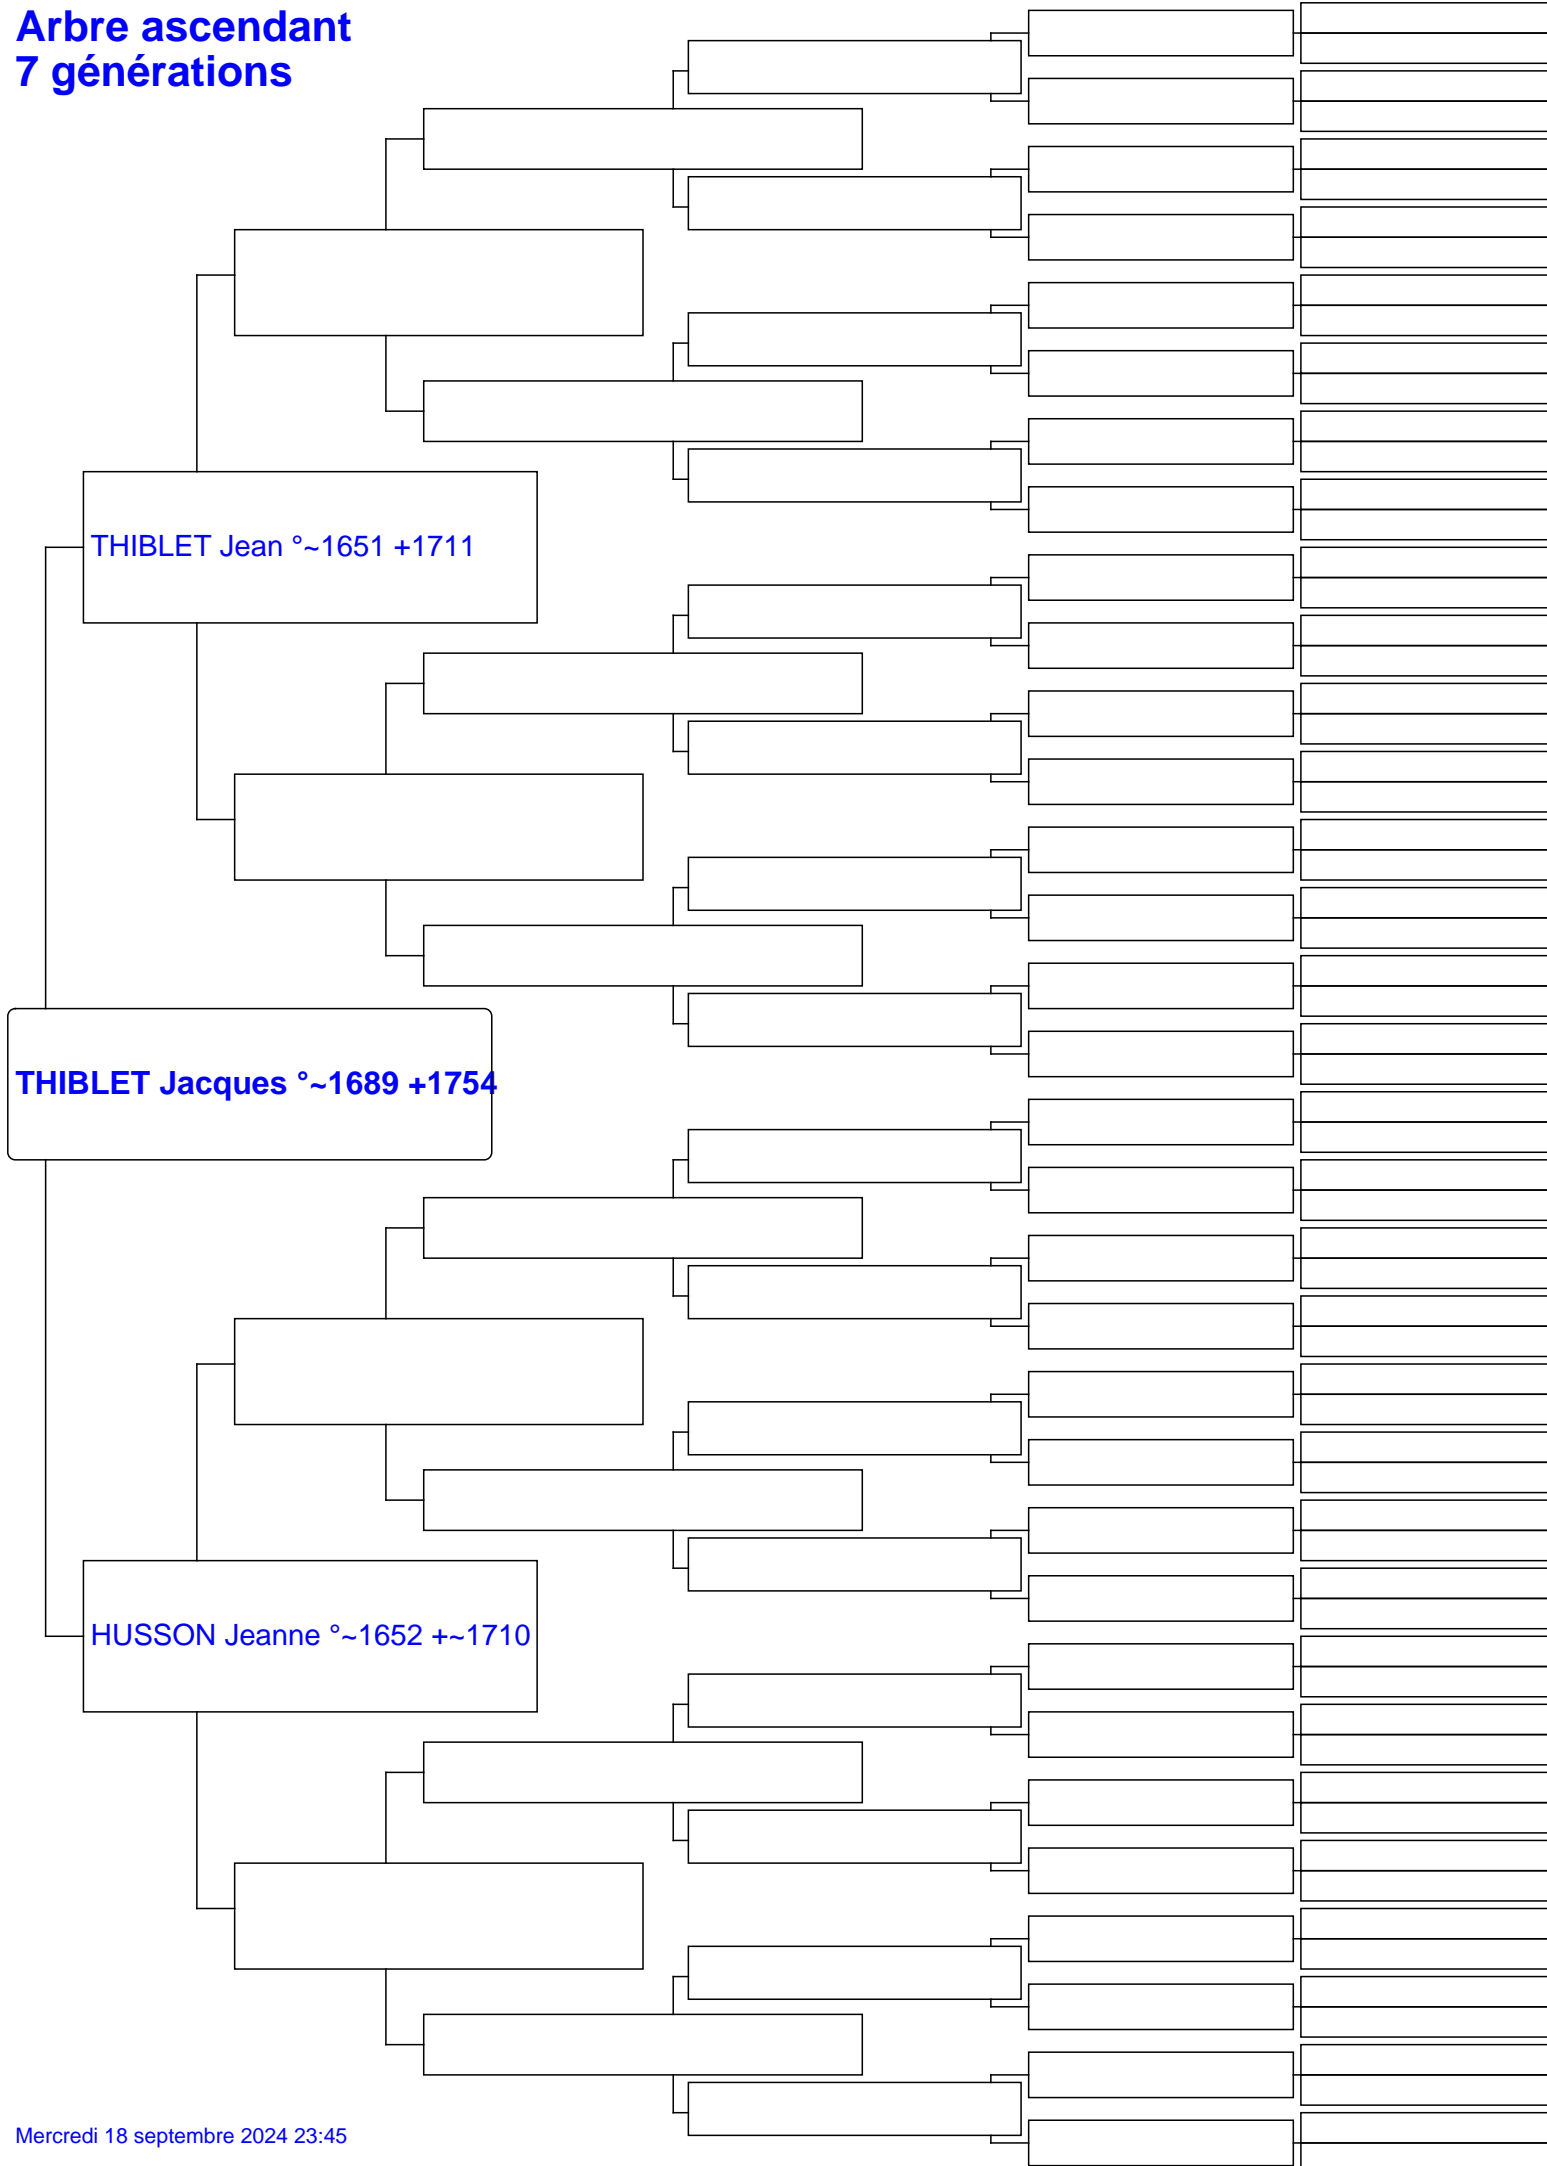 Arbre ascendant
7 générations
THIBLET Jean °~1651 +1711
THIBLET Jacques °~1689 +1754
HUSSON Jeanne °~1652 +~1710
Mercredi 18 septembre 2024 23:45